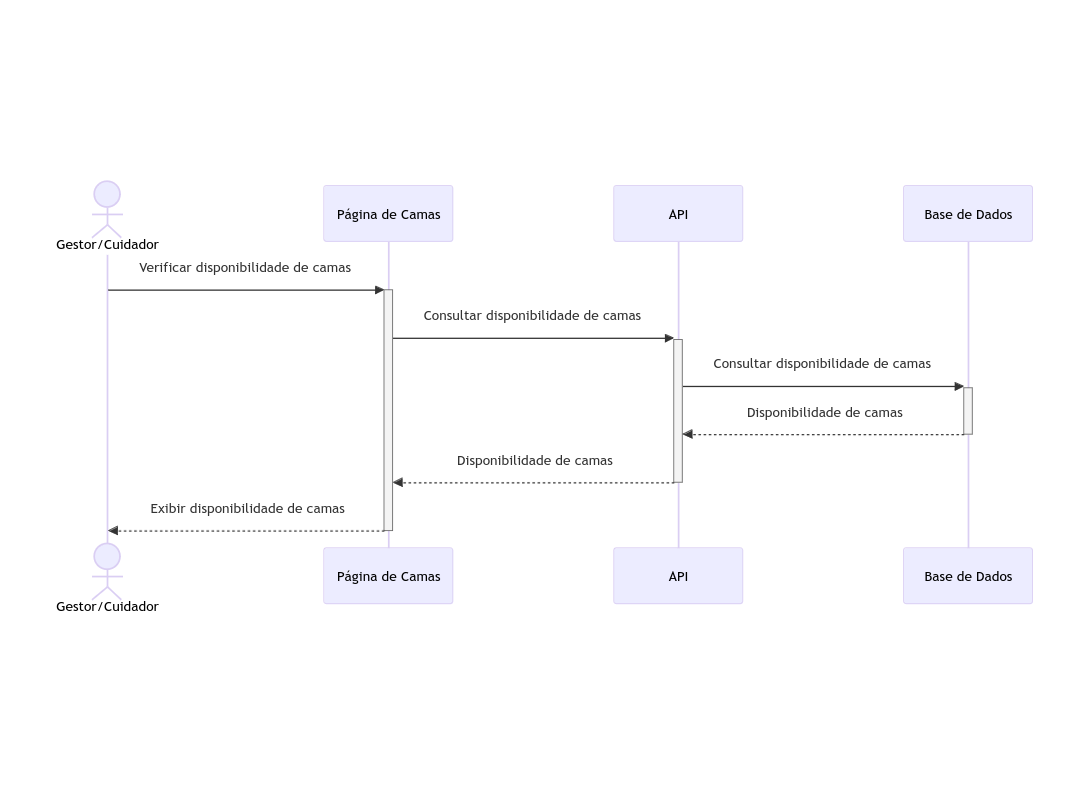 Página de Camas
API
Base de Dados
Gestor/Cuidador
Verificar disponibilidade de camas
Consultar disponibilidade de camas
Consultar disponibilidade de camas
Disponibilidade de camas
Disponibilidade de camas
Exibir disponibilidade de camas
Página de Camas
API
Base de Dados
Gestor/Cuidador